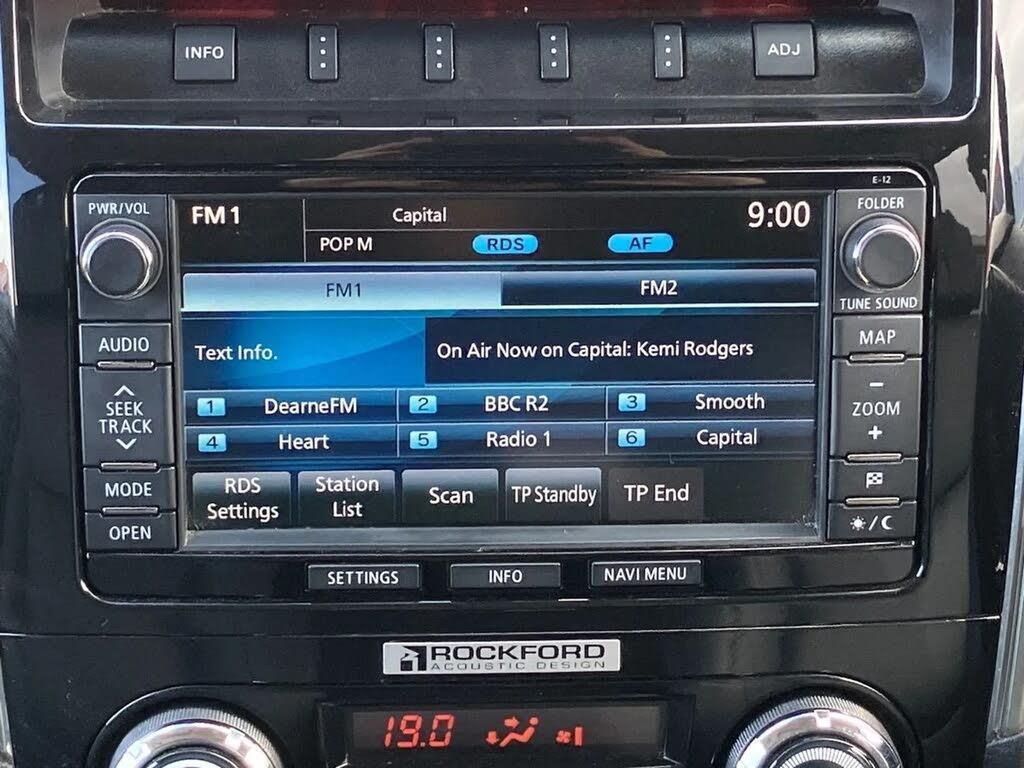 INFO
ADJ
E-12
PWR/VOL
FM1
Capital
9:00
FOLDER
POP M
RDS
AF
TUNE SOUND
FM1
FM2
AUDIO
MAP
Text Info.
On Air Now on Capital: Kemi Rodgers
SEEK
TRACK
ZOOM
1 DearneFM
2 BBC R2
3 Smooth
4 Heart
5 Radio 1
6 Capital
MODE
OPEN
RDS
Settings
Station
List
Scan
TP Standby
TP End
SETTINGS
INFO
NAVI MENU
ROCKFORD
ACOUSTIC DESIGN
19.0